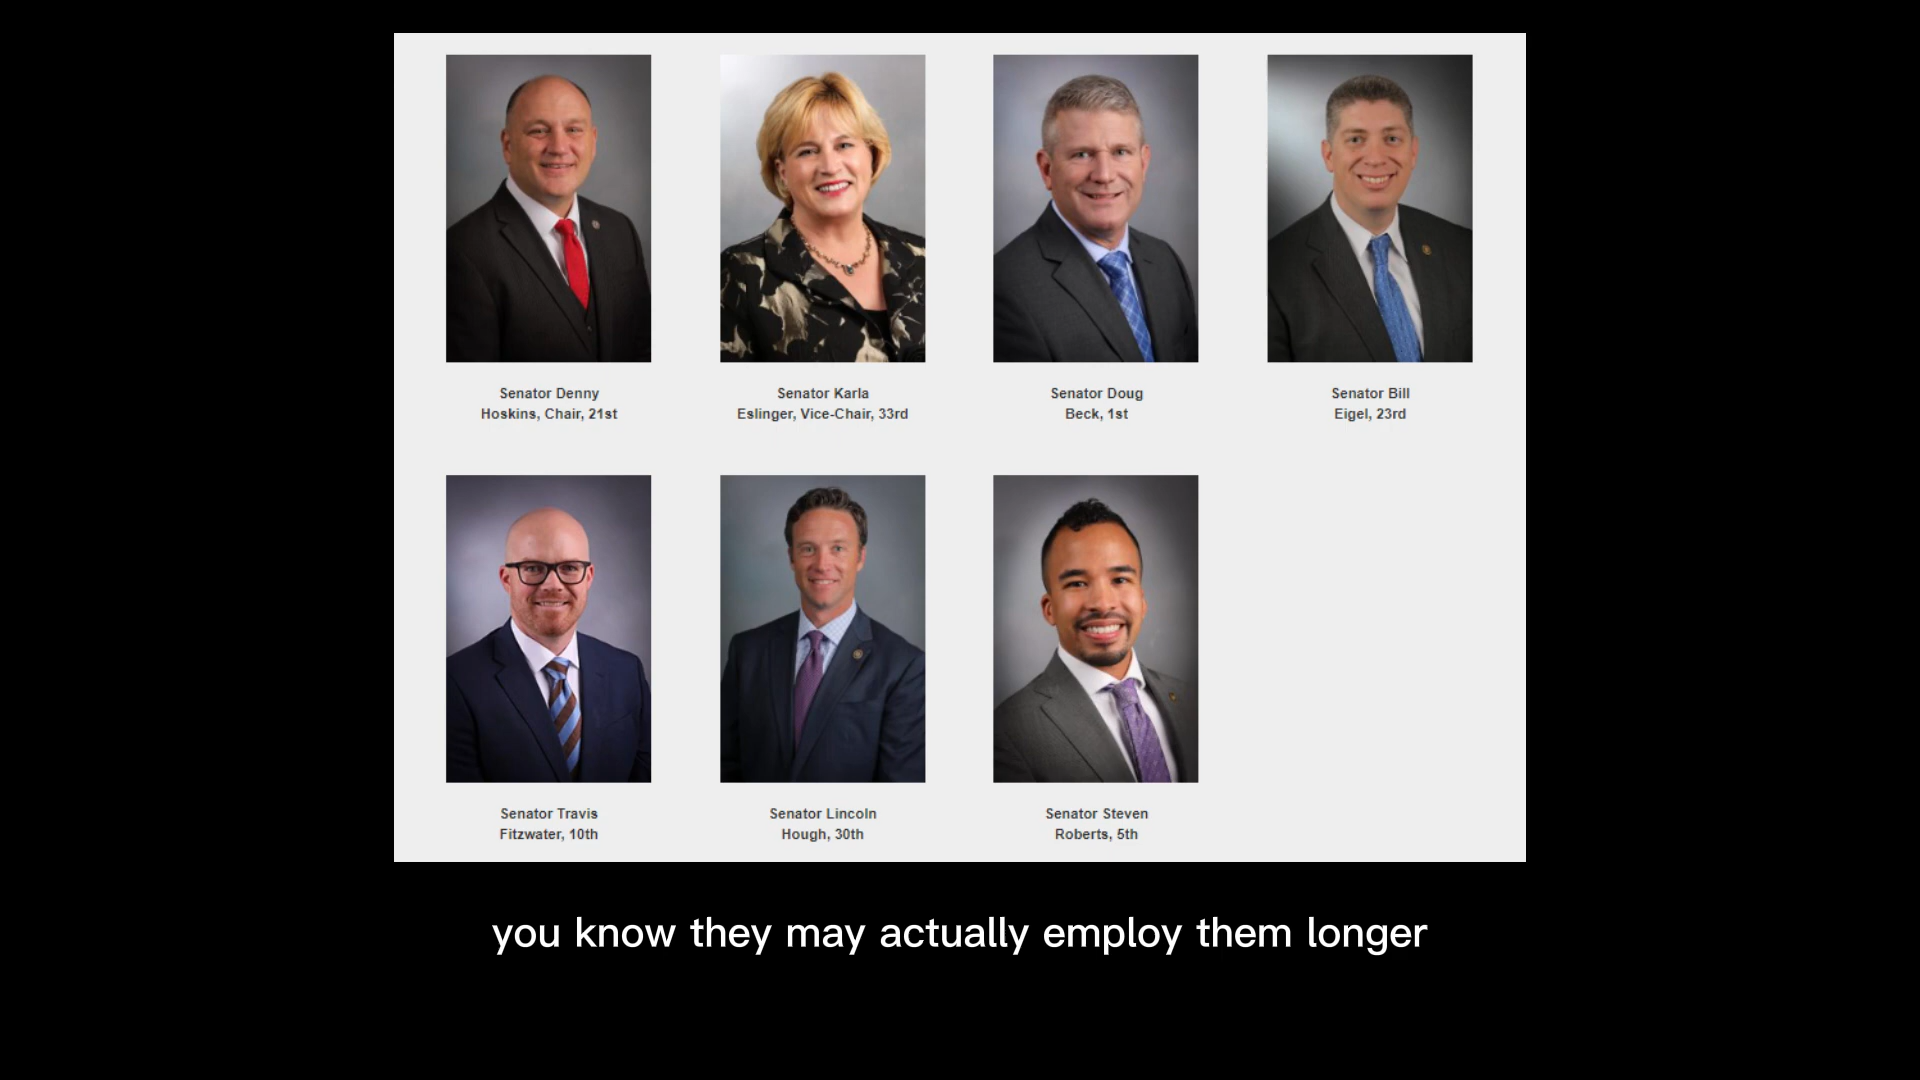 Senator Denny
Hoskins, Chair, 21st
Senator Karla
Eslinger, Vice-Chair, 33rd
Senator Doug
Beck, 1st
Senator Bill
Eigel, 23rd
Senator Travis
Fitzwater, 10th
Senator Lincoln
Hough, 30th
Senator Steven
Roberts, 5th
you know they may actually employ them longer